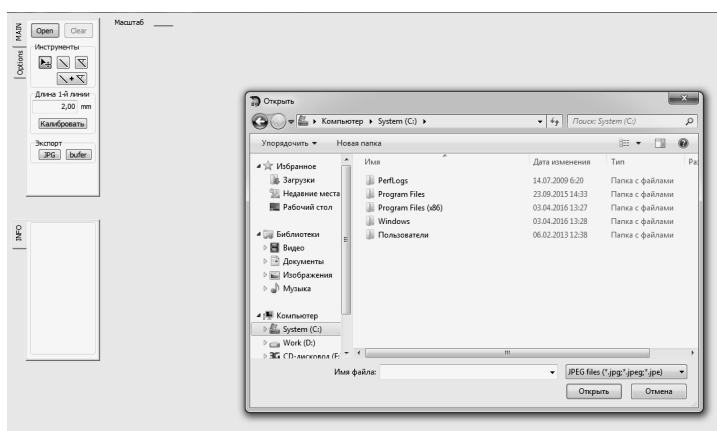 Масштаб
MAIN
Open Clear
Options
Инструменты
Длина 1-й линии
2,00 mm
Калибровать
Экспорт
JPG bufer
INFO
Открыть
Компьютер System (C:)
Поиск: System (C:)
Упорядочить Новая папка
Имя Дата изменения Тип Ра
Избранное
Загрузки
Недавние места
Рабочий стол
Библиотеки
Видео
Документы
Изображения
Музыка
Компьютер
System (C:)
Work (D:)
CD-дисковод (F:
PerfLogs 14.07.2009 6:20 Папка с файлами
Program Files 23.09.2015 14:33 Папка с файлами
Program Files (x86) 03.04.2016 13:27 Папка с файлами
Windows 03.04.2016 13:28 Папка с файлами
Пользователи 06.02.2013 12:38 Папка с файлами
Имя файла: JPEG files (*.jpg;*.jpeg;*.jpe)
Открыть Отмена